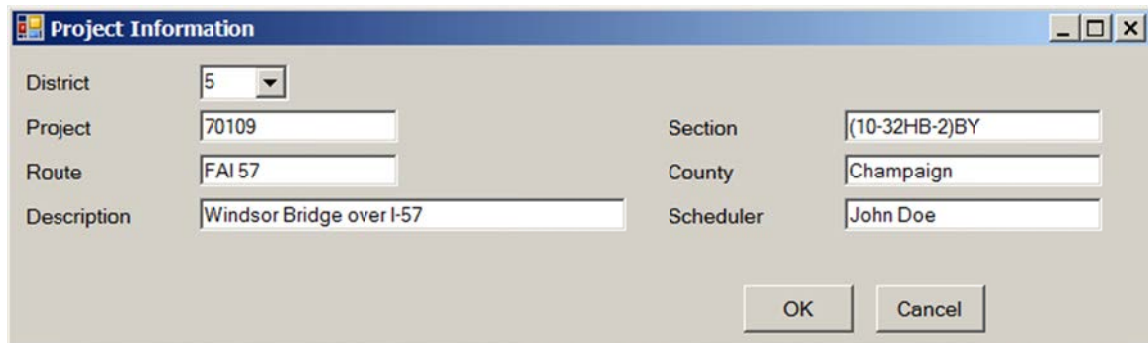 Project Information
District 5
Project 70109 Section (10-32HB-2)BY
Route FAI 57 County Champaign
Description Windsor Bridge over I-57 Scheduler John Doe
OK Cancel